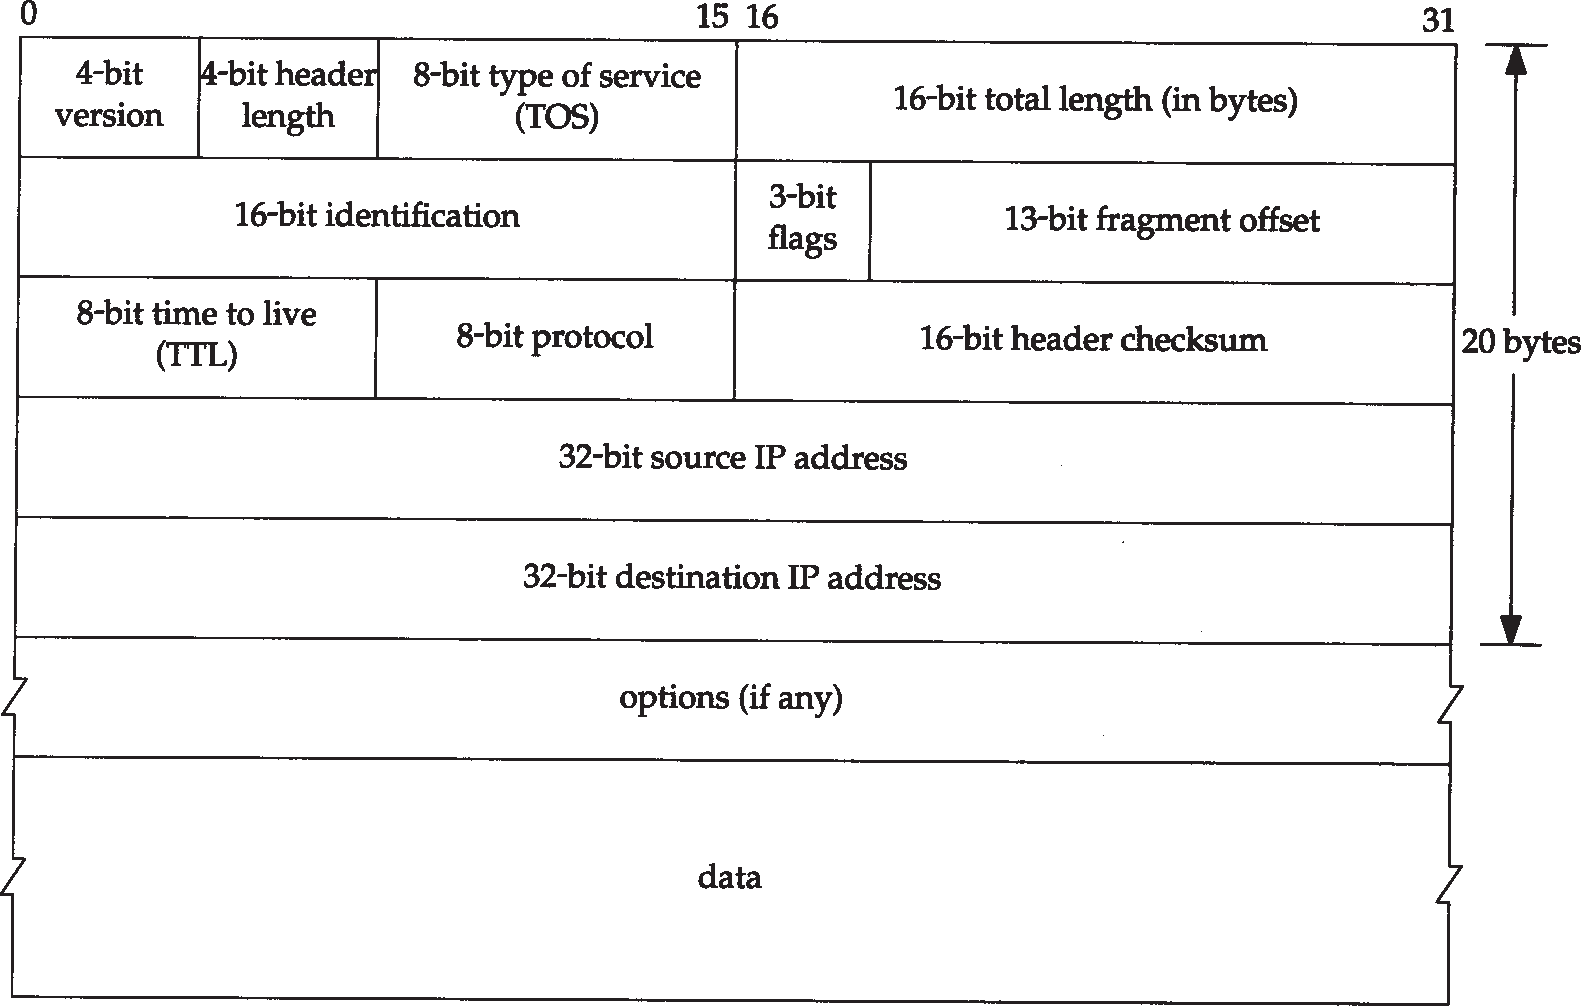 0 15 16 31
4-bit version
4-bit header length
8-bit type of service (TOS)
16-bit total length (in bytes)
16-bit identification
3-bit flags
13-bit fragment offset
8-bit time to live (TTL)
8-bit protocol
16-bit header checksum
20 bytes
32-bit source IP address
32-bit destination IP address
options (if any)
data